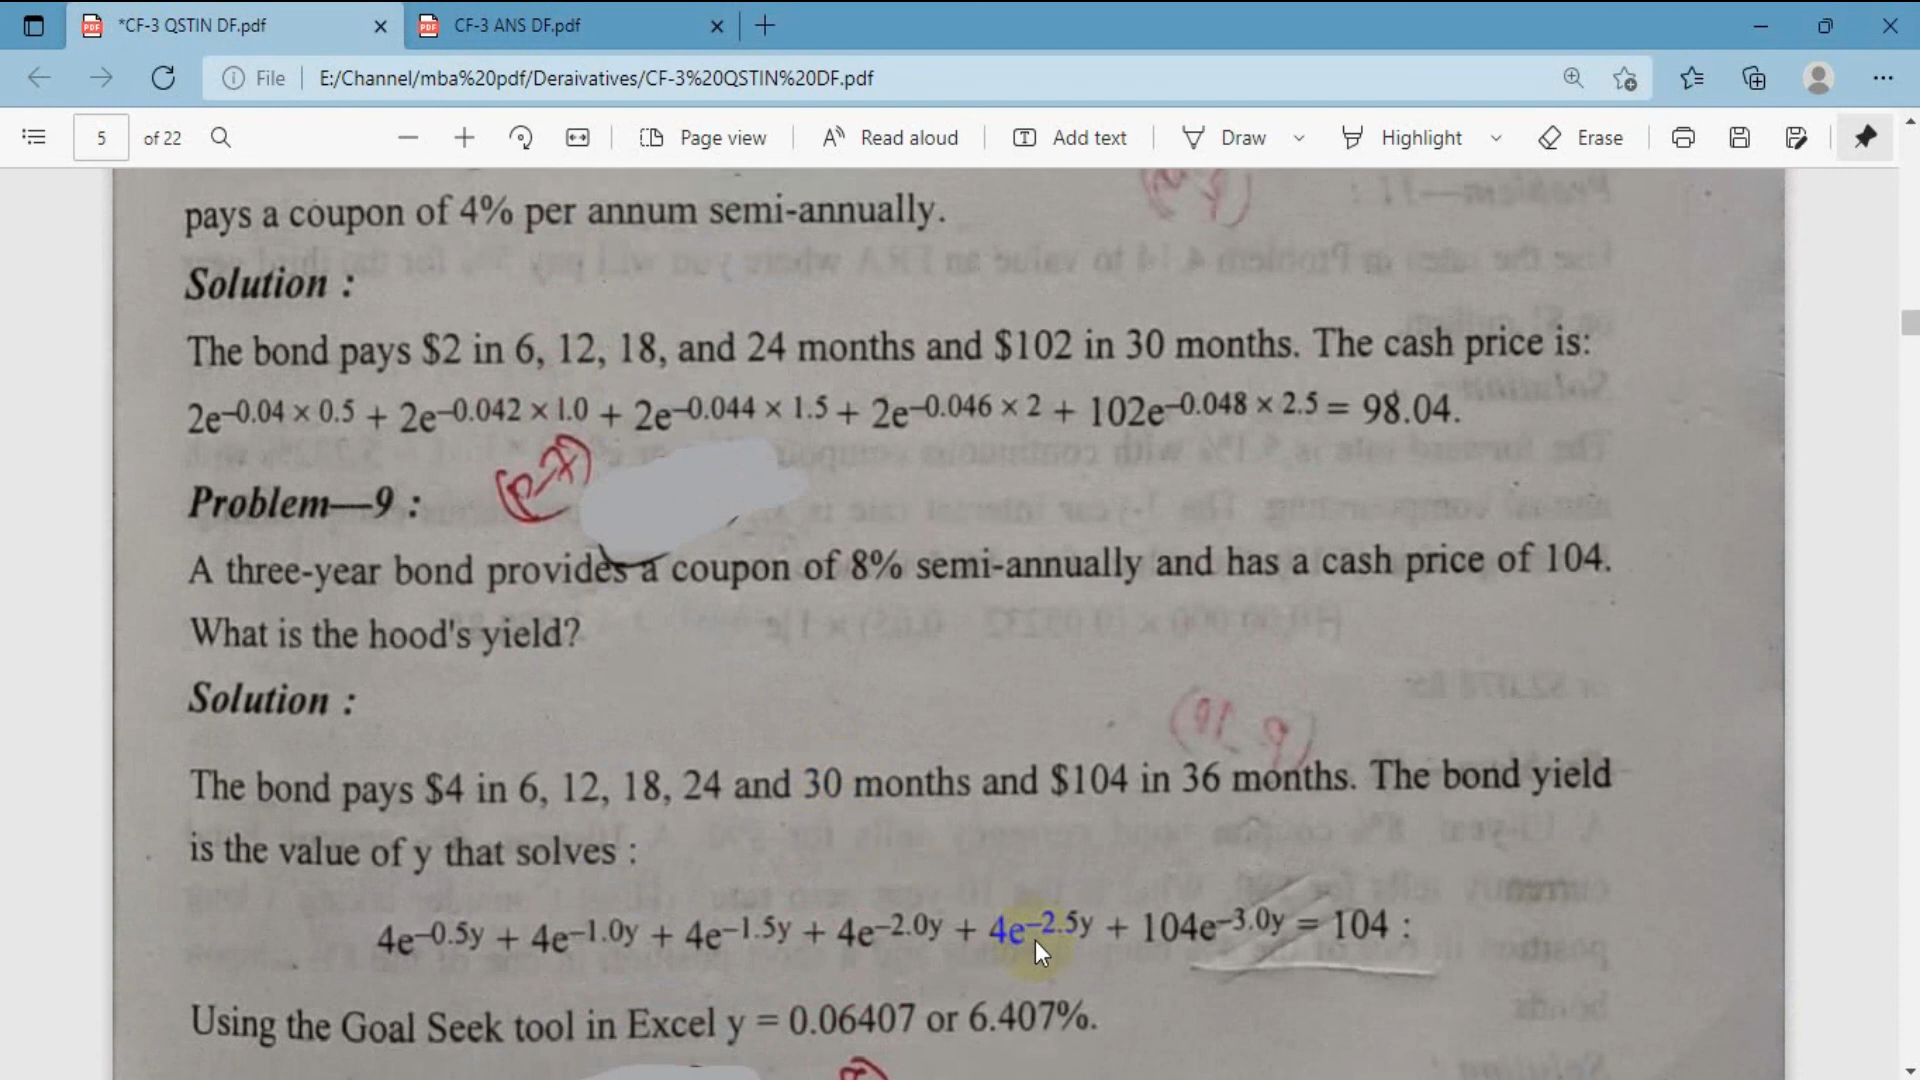 *CF-3 QSTIN DF.pdf
CF-3 ANS DF.pdf
File
E:/Channel/mba%20pdf/Deraivatives/CF-3%20QSTIN%20DF.pdf
5 of 22
Page view
Read aloud
Add text
Draw
Highlight
Erase
pays a coupon of 4% per annum semi-annually.
Solution :
The bond pays $2 in 6, 12, 18, and 24 months and $102 in 30 months. The cash price is:
2e–0.04 × 0.5 + 2e–0.042 × 1.0 + 2e–0.044 × 1.5 + 2e–0.046 × 2 + 102e–0.048 × 2.5 = 98.04.
Problem—9 :
A three-year bond provides a coupon of 8% semi-annually and has a cash price of 104.
What is the hood's yield?
Solution :
The bond pays $4 in 6, 12, 18, 24 and 30 months and $104 in 36 months. The bond yield
is the value of y that solves :
4e–0.5y + 4e–1.0y + 4e–1.5y + 4e–2.0y + 4e–2.5y + 104e–3.0y = 104 :
Using the Goal Seek tool in Excel y = 0.06407 or 6.407%.